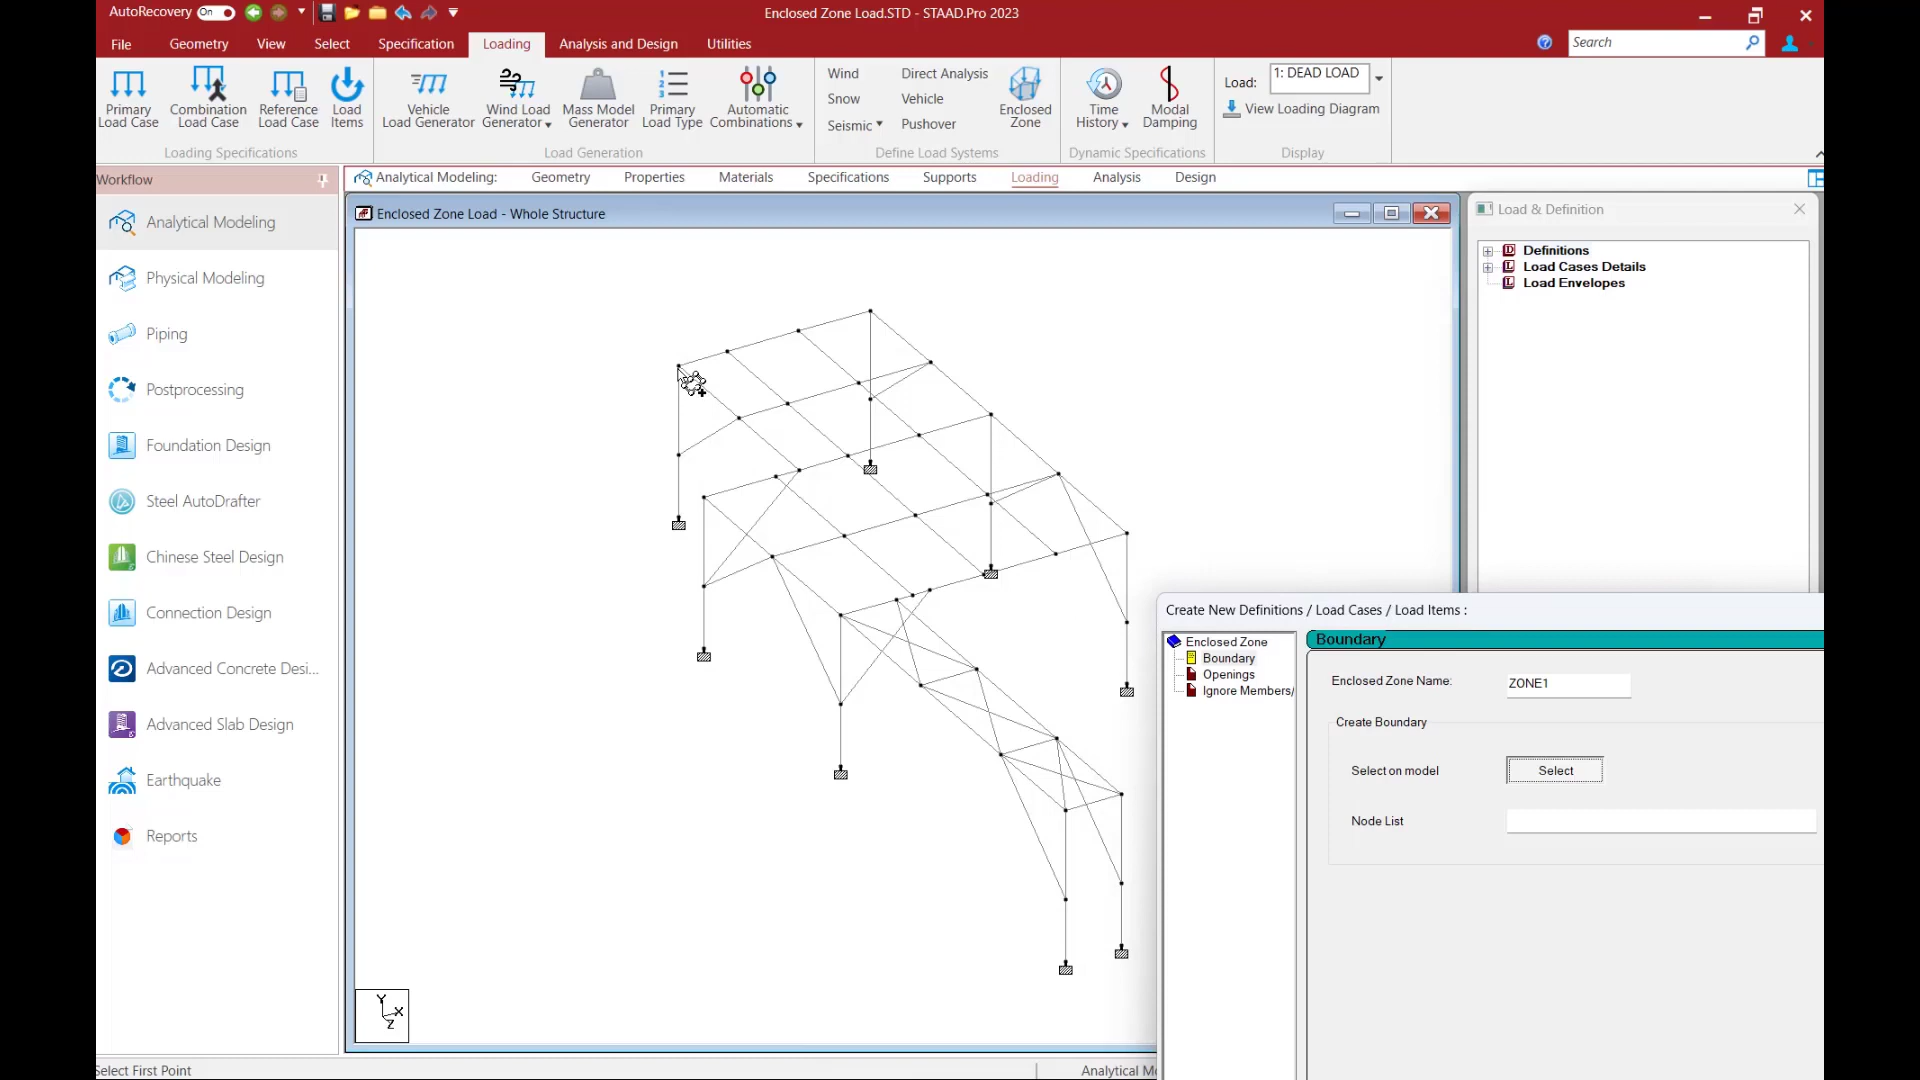 AutoRecovery On
Enclosed Zone Load.STD - STAAD.Pro 2023
File Geometry View Select Specification Loading Analysis and Design Utilities
Search
Primary Load Case
Combination Load Case
Reference Load Case
Load Items
Loading Specifications
Vehicle Load Generator
Wind Load Generator
Mass Model Generator
Primary Load Type
Automatic Combinations
Load Generation
Wind
Snow
Seismic
Direct Analysis
Vehicle
Pushover
Enclosed Zone
Define Load Systems
Time History
Modal Damping
Dynamic Specifications
Load: 1: DEAD LOAD
View Loading Diagram
Display
Workflow
Analytical Modeling: Geometry Properties Materials Specifications Supports Loading Analysis Design
Analytical Modeling
Physical Modeling
Piping
Postprocessing
Foundation Design
Steel AutoDrafter
Chinese Steel Design
Connection Design
Advanced Concrete Desi...
Advanced Slab Design
Earthquake
Reports
Enclosed Zone Load - Whole Structure
Y
X
Z
Load & Definition
Definitions
Load Cases Details
Load Envelopes
Create New Definitions / Load Cases / Load Items :
Enclosed Zone
Boundary
Openings
Ignore Members/
Boundary
Enclosed Zone Name: ZONE1
Create Boundary
Select on model Select
Node List
Select First Point
Analytical Mo